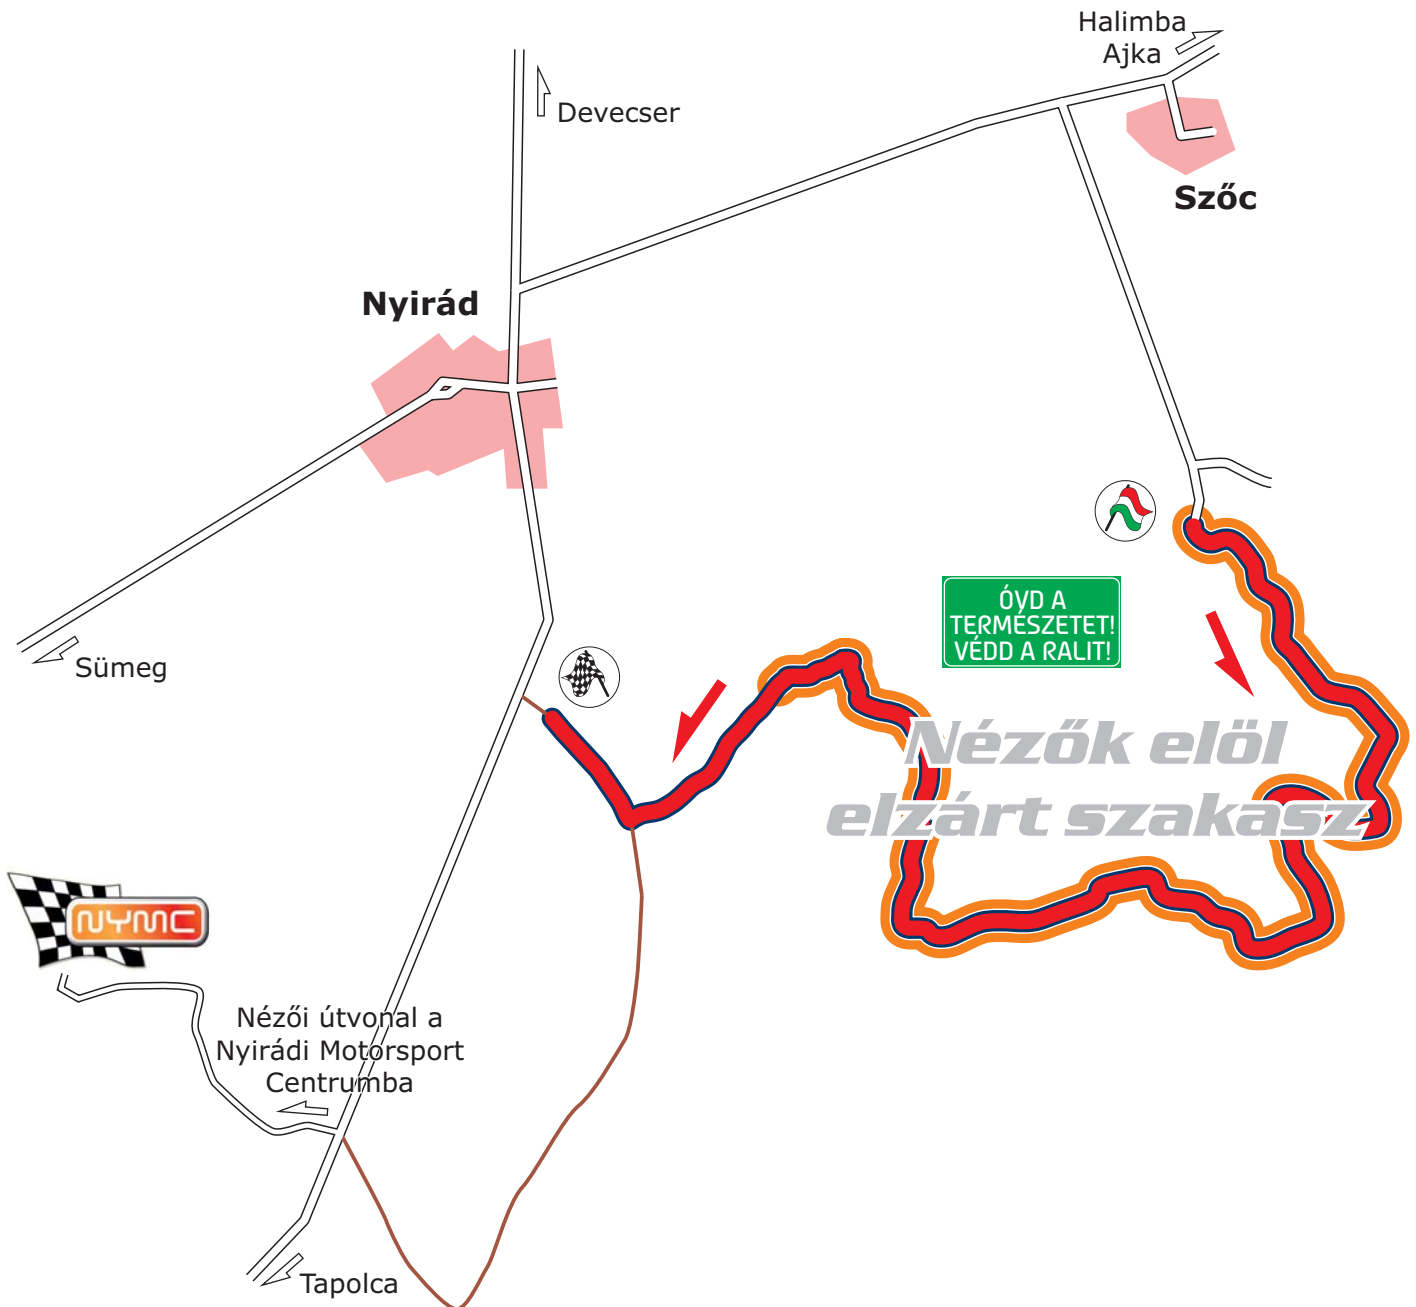 Halimba
Ajka
Devecser
Szőc
Nyirád
ÓVD A
TERMÉSZETET!
VÉDD A RALIT!
Sümeg
Nézők elöl
elzárt szakasz
NYMC
Nézői útvonal a
Nyirádi Motorsport
Centrumba
Tapolca